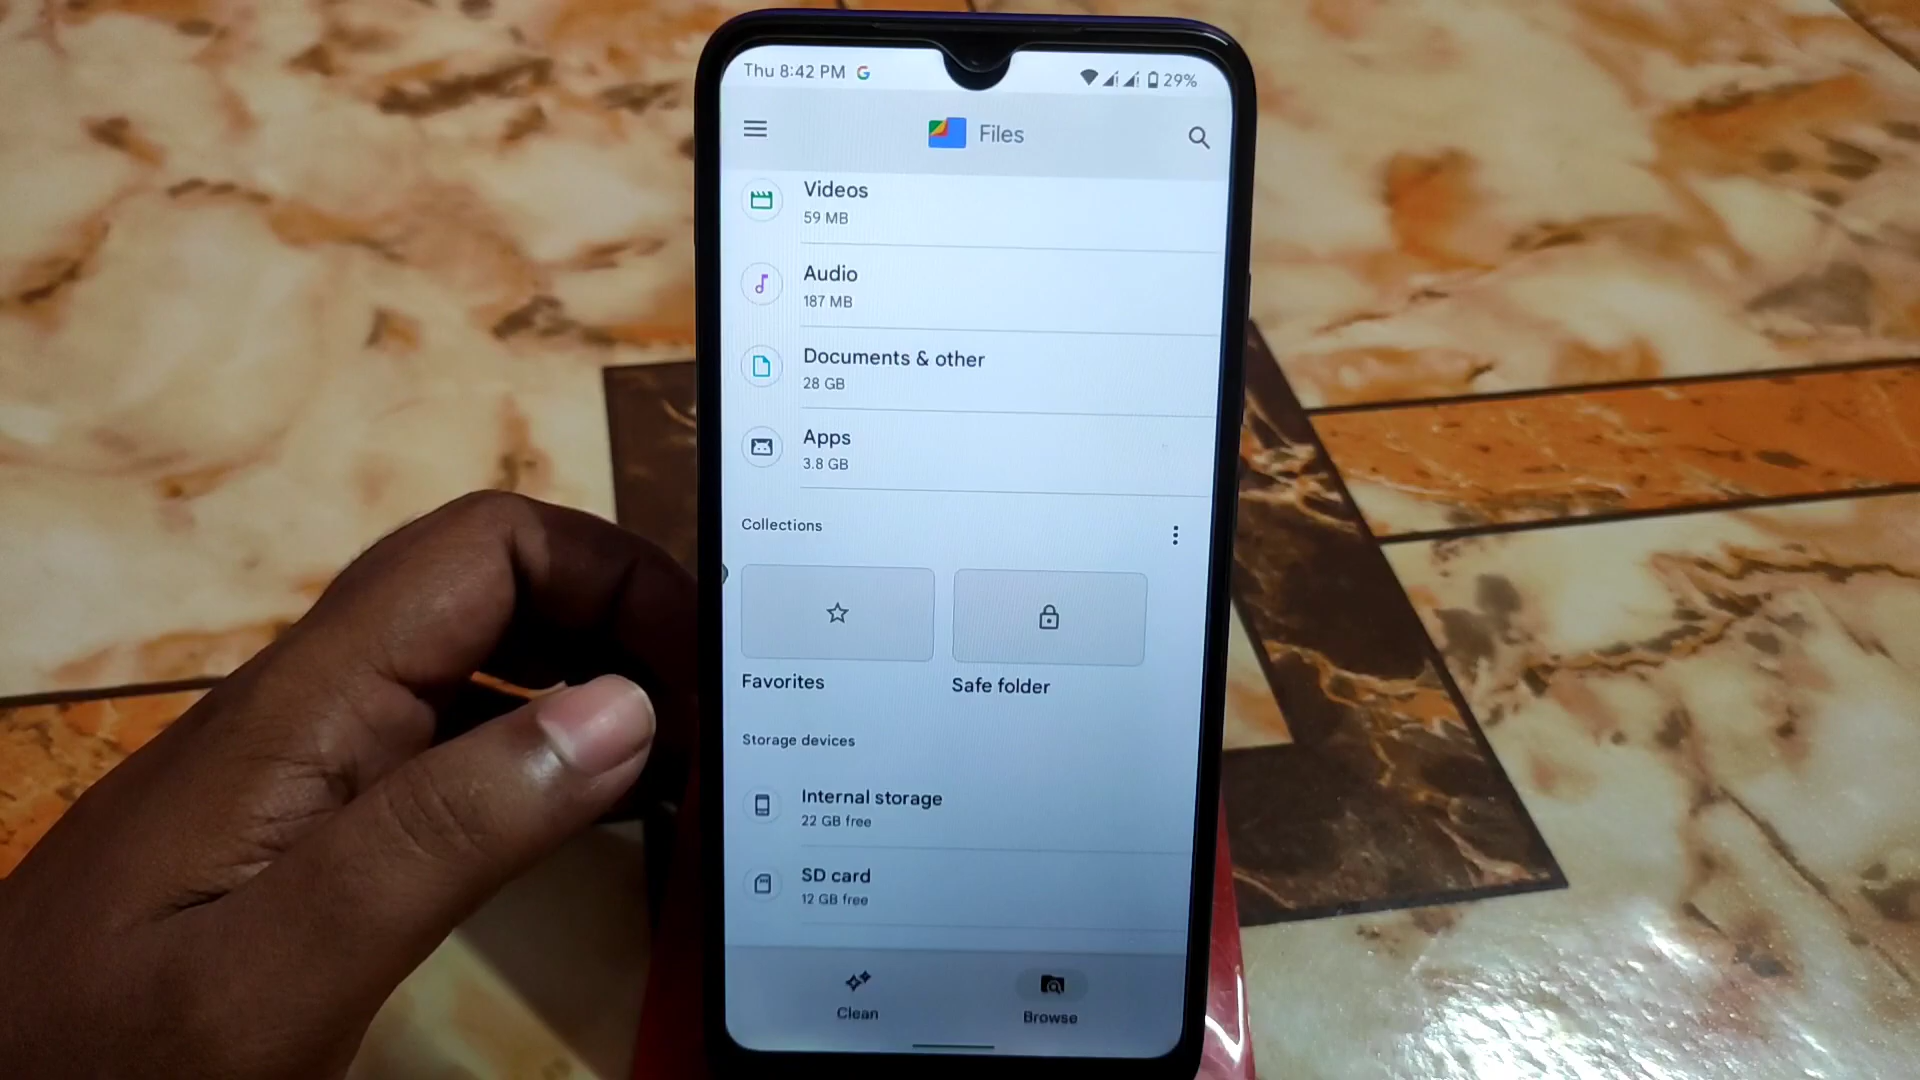 Thu 8:42 PM G
29%
Files
Videos
59 MB
Audio
187 MB
Documents & other
28 GB
Apps
3.8 GB
Collections
Favorites
Safe folder
Storage devices
Internal storage
22 GB free
SD card
12 GB free
Clean
Browse